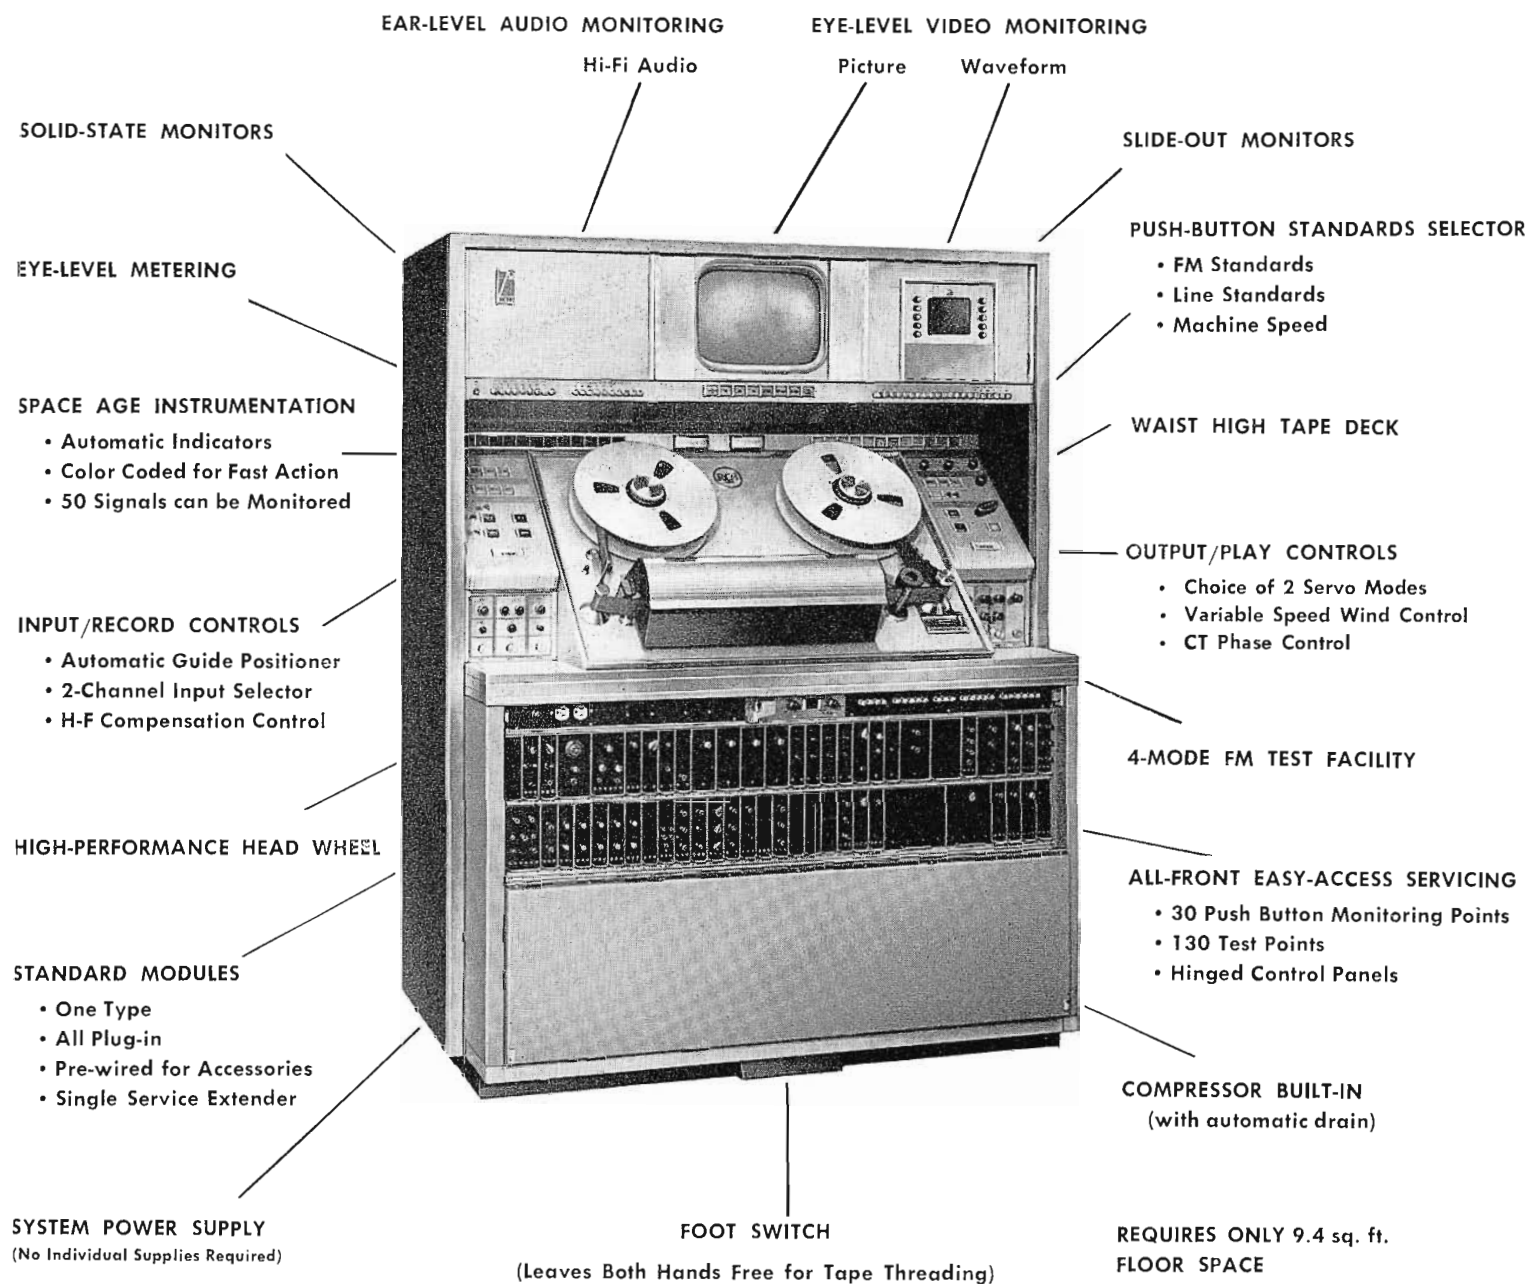 EAR-LEVEL AUDIO MONITORING
Hi-Fi Audio
EYE-LEVEL VIDEO MONITORING
Picture Waveform
SOLID-STATE MONITORS
EYE-LEVEL METERING
SPACE AGE INSTRUMENTATION
• Automatic Indicators
• Color Coded for Fast Action
• 50 Signals can be Monitored
INPUT/RECORD CONTROLS
• Automatic Guide Positioner
• 2-Channel Input Selector
• H-F Compensation Control
HIGH-PERFORMANCE HEAD WHEEL
STANDARD MODULES
• One Type
• All Plug-in
• Pre-wired for Accessories
• Single Service Extender
SYSTEM POWER SUPPLY
(No Individual Supplies Required)
SLIDE-OUT MONITORS
PUSH-BUTTON STANDARDS SELECTOR
• FM Standards
• Line Standards
• Machine Speed
WAIST HIGH TAPE DECK
OUTPUT/PLAY CONTROLS
• Choice of 2 Servo Modes
• Variable Speed Wind Control
• CT Phase Control
4-MODE FM TEST FACILITY
ALL-FRONT EASY-ACCESS SERVICING
• 30 Push Button Monitoring Points
• 130 Test Points
• Hinged Control Panels
COMPRESSOR BUILT-IN
(with automatic drain)
FOOT SWITCH
(Leaves Both Hands Free for Tape Threading)
REQUIRES ONLY 9.4 sq. ft.
FLOOR SPACE